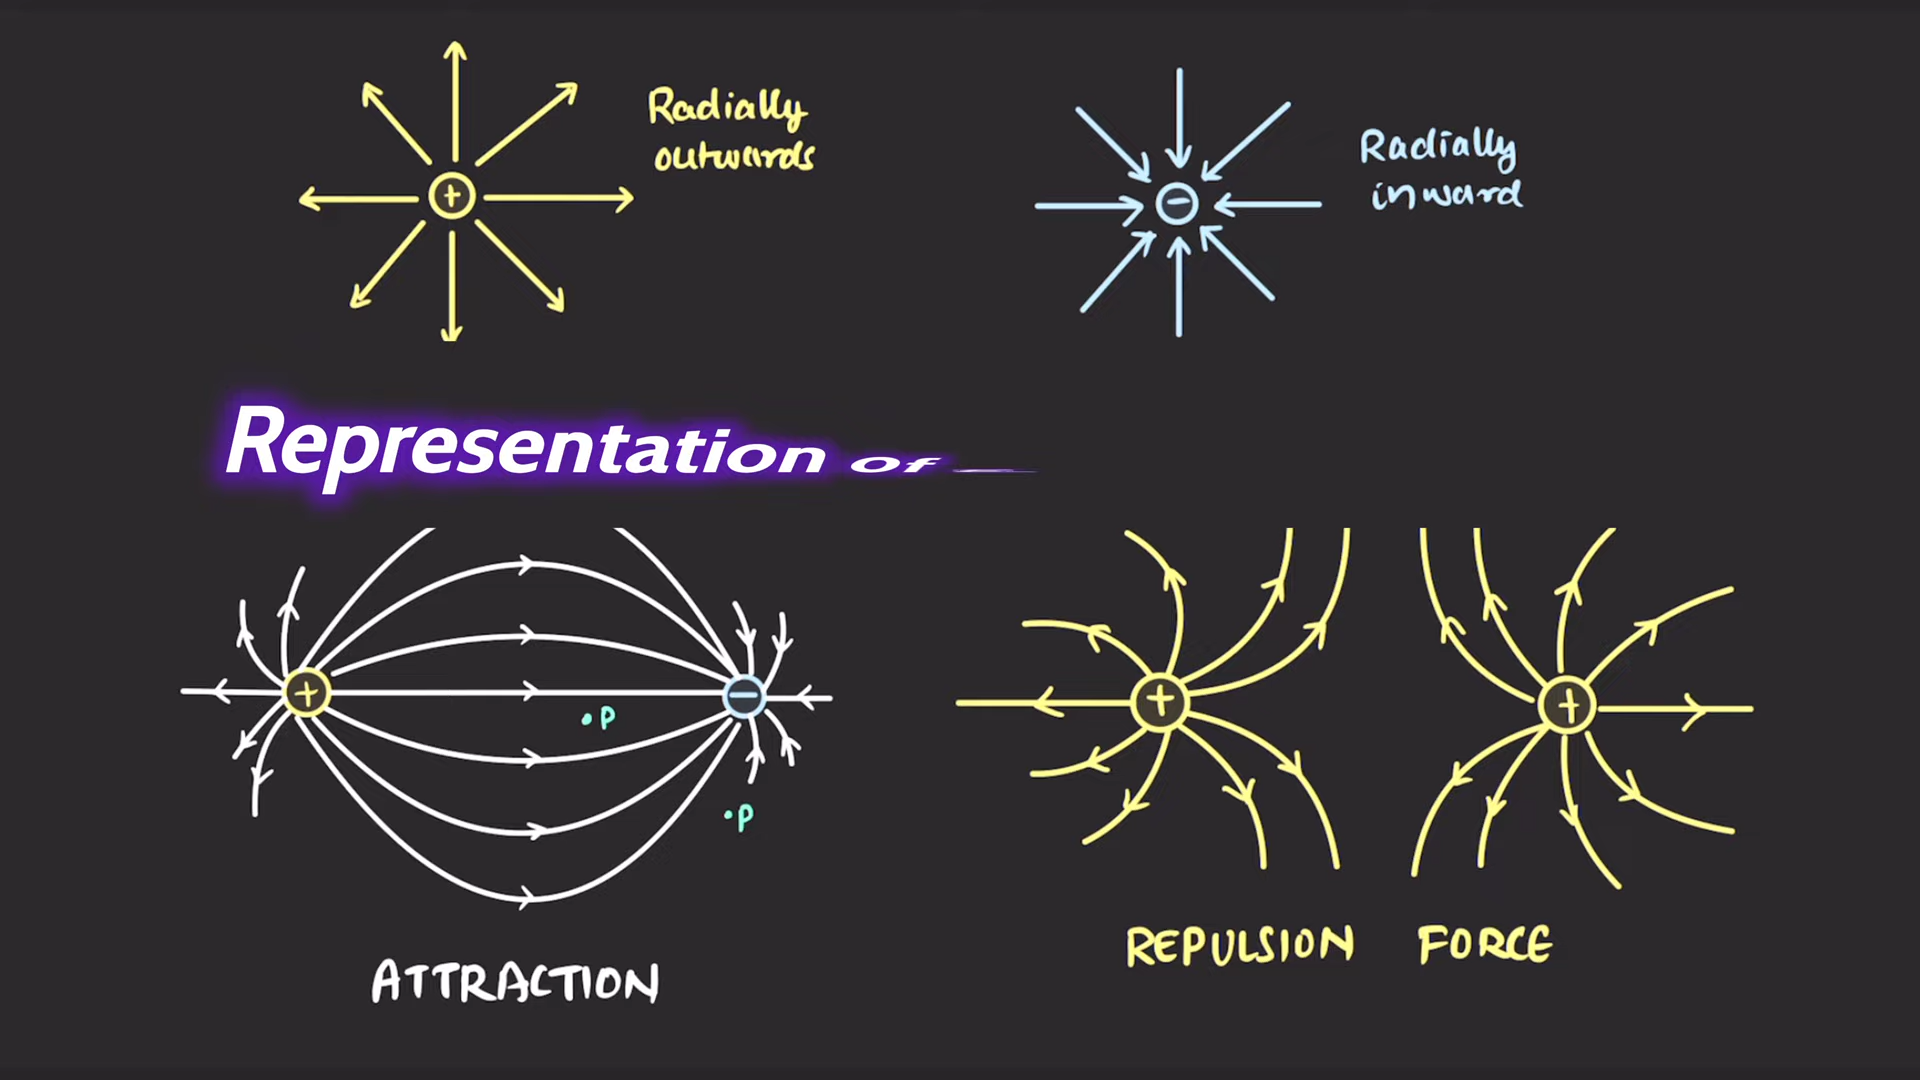 Radially
outwards
Radially
inward
Representation of
+
−
+
−
• P
• P
+
+
ATTRACTION
REPULSION FORCE